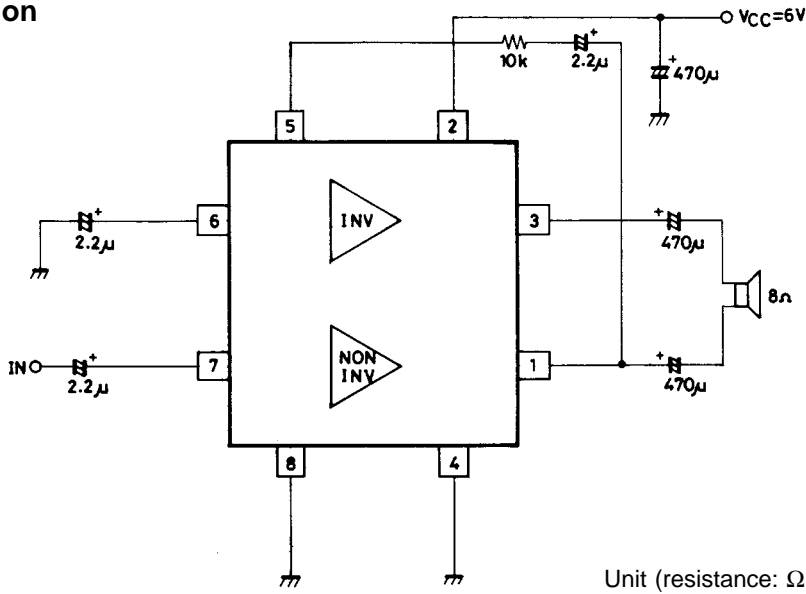 on
VCC=6V
10k
+
2.2μ
+
470μ
5
2
6
INV
3
+
2.2μ
+
470μ
8Ω
IN
+
2.2μ
7
NON
INV
1
+
470μ
8
4
Unit (resistance: Ω